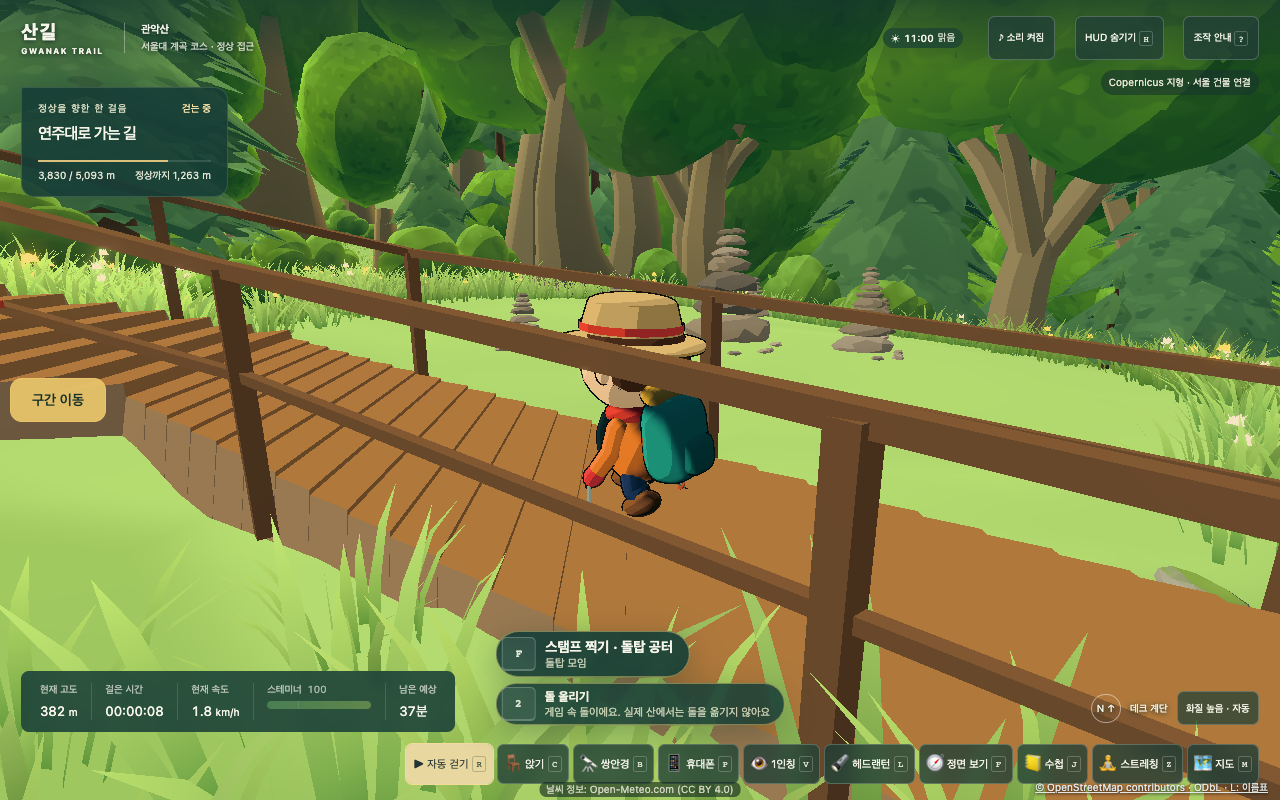 산길
GWANAK TRAIL
관악산
서울대 계곡 코스 · 정상 접근
☀ 11:00 맑음
♪ 소리 켜짐
HUD 숨기기 H
조작 안내 ?
Copernicus 지형 · 서울 건물 연결
정상을 향한 한 걸음
걷는 중
연주대로 가는 길
3,830 / 5,093 m
정상까지 1,263 m
구간 이동
F
스탬프 찍기 · 돌탑 공터
돌탑 모임
2
돌 올리기
게임 속 돌이에요. 실제 산에서는 돌을 옮기지 않아요
현재 고도
382 m
걸은 시간
00:00:08
현재 속도
1.8 km/h
스테미너 100
남은 예상
37분
N ↑
데크 계단
화질 높음 · 자동
▶ 자동 걷기 R
앉기 C
쌍안경 B
휴대폰 P
1인칭 V
헤드랜턴 L
정면 보기 F
수첩 J
스트레칭 Z
지도 M
날씨 정보: Open-Meteo.com (CC BY 4.0)
© OpenStreetMap contributors · ODbL · L: 이름표